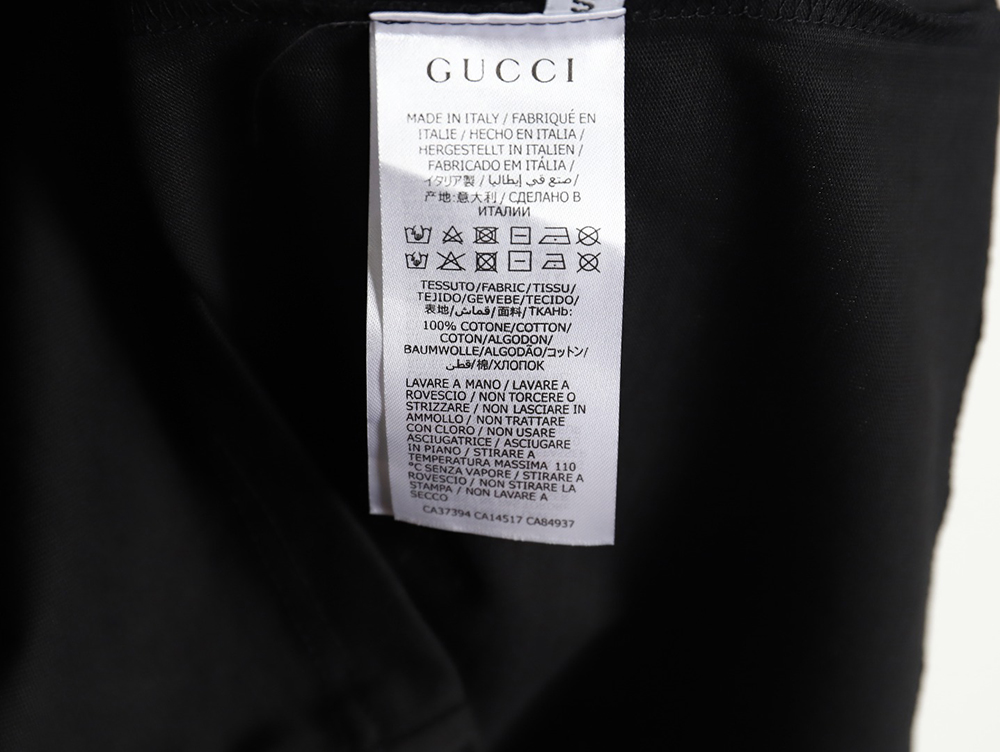 S
GUCCI
MADE IN ITALY / FABRIQUÉ EN
ITALIE / HECHO EN ITALIA /
HERGESTELLT IN ITALIEN /
FABRICADO EM ITÁLIA /
イタリア製 / صنع في إيطاليا /
产地:意大利 / СДЕЛАНО В
ИТАЛИИ
TESSUTO/FABRIC/TISSU/
TEJIDO/GEWEBE/TECIDO/
表地/قماش/面料/ТКАНЬ:
100% COTONE/COTTON/
COTON/ALGODON/
BAUMWOLLE/ALGODÃO/コットン/
قطن/棉/ХЛОПОК
LAVARE A MANO / LAVARE A
ROVESCIO / NON TORCERE O
STRIZZARE / NON LASCIARE IN
AMMOLLO / NON TRATTARE
CON CLORO / NON USARE
ASCIUGATRICE / ASCIUGARE
IN PIANO / STIRARE A
TEMPERATURA MASSIMA 110
°C SENZA VAPORE / STIRARE A
ROVESCIO / NON STIRARE LA
STAMPA / NON LAVARE A
SECCO
CA37394 CA14517 CA84937